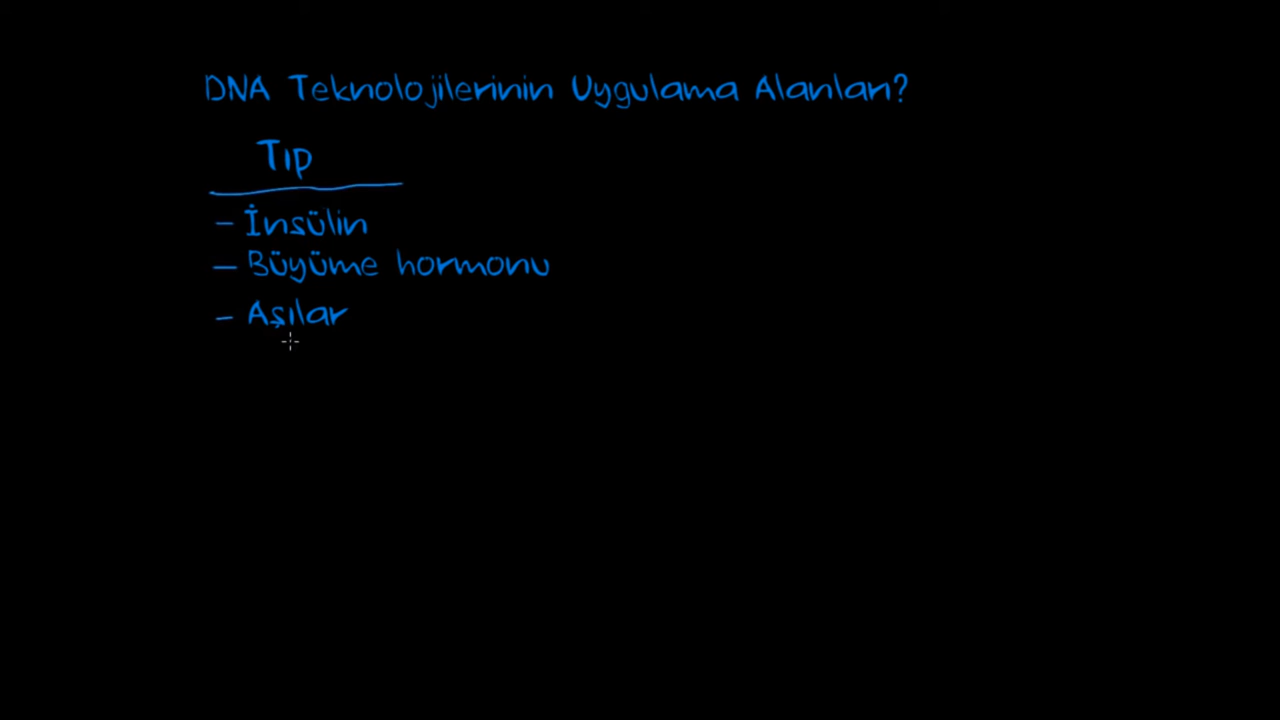 DNA Teknolojilerinin Uygulama Alanları?
Tıp
- İnsülin
- Büyüme hormonu
- Aşılar